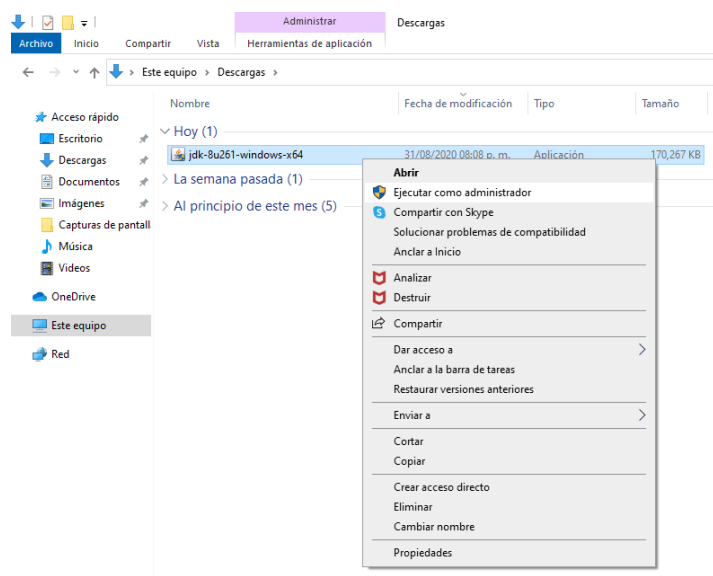 Administrar
Descargas
Archivo Inicio Compartir Vista Herramientas de aplicación
Este equipo > Descargas >
Nombre Fecha de modificación Tipo Tamaño
Acceso rápido
Escritorio
Descargas
Documentos
Imágenes
Capturas de pantall
Música
Videos
OneDrive
Este equipo
Red
Hoy (1)
jdk-8u261-windows-x64 31/08/2020 08:08 p. m. Aplicación 170,267 KB
La semana pasada (1)
Al principio de este mes (5)
Abrir
Ejecutar como administrador
Compartir con Skype
Solucionar problemas de compatibilidad
Anclar a Inicio
Analizar
Destruir
Compartir
Dar acceso a
Anclar a la barra de tareas
Restaurar versiones anteriores
Enviar a
Cortar
Copiar
Crear acceso directo
Eliminar
Cambiar nombre
Propiedades